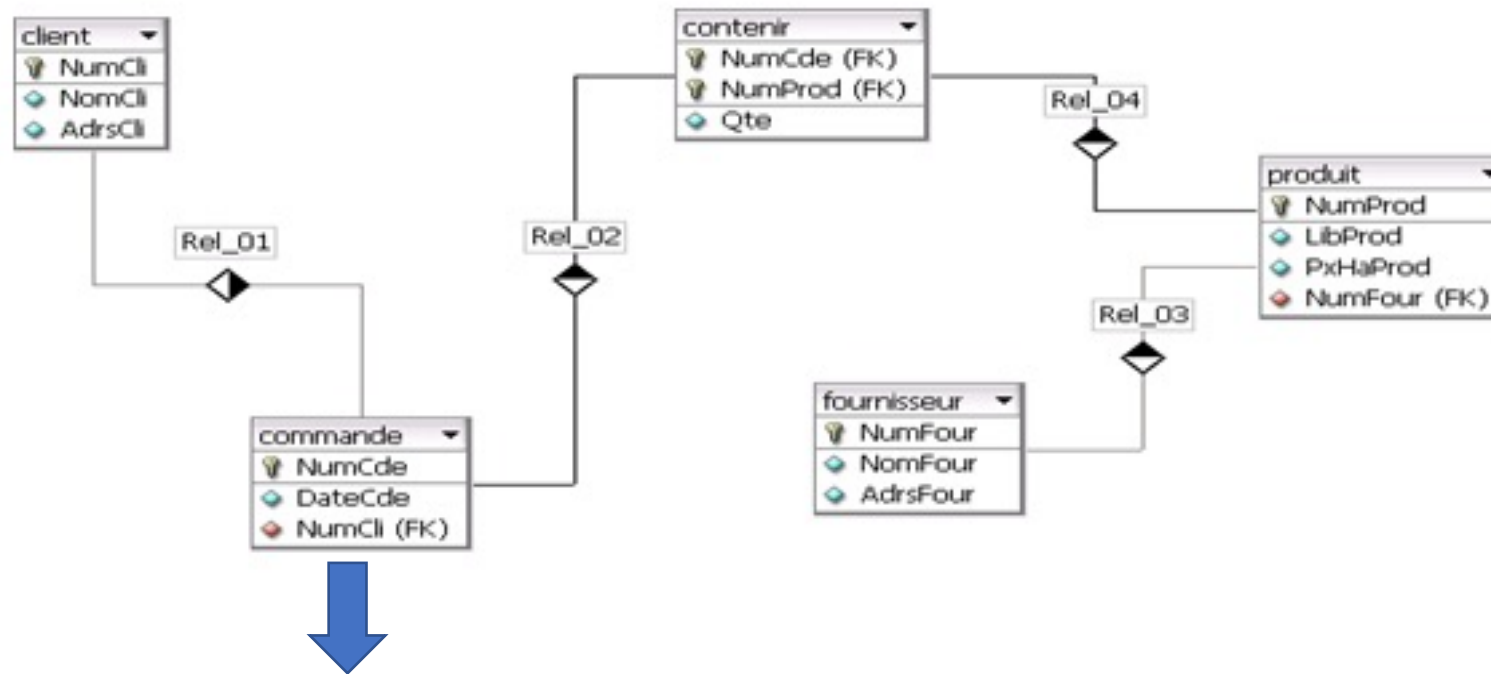 client
NumCli
NomCli
AdrsCli
Rel_01
commande
NumCde
DateCde
NumCli (FK)
Rel_02
contenir
NumCde (FK)
NumProd (FK)
Qte
Rel_04
produit
NumProd
LibProd
PxHaProd
NumFour (FK)
Rel_03
fournisseur
NumFour
NomFour
AdrsFour